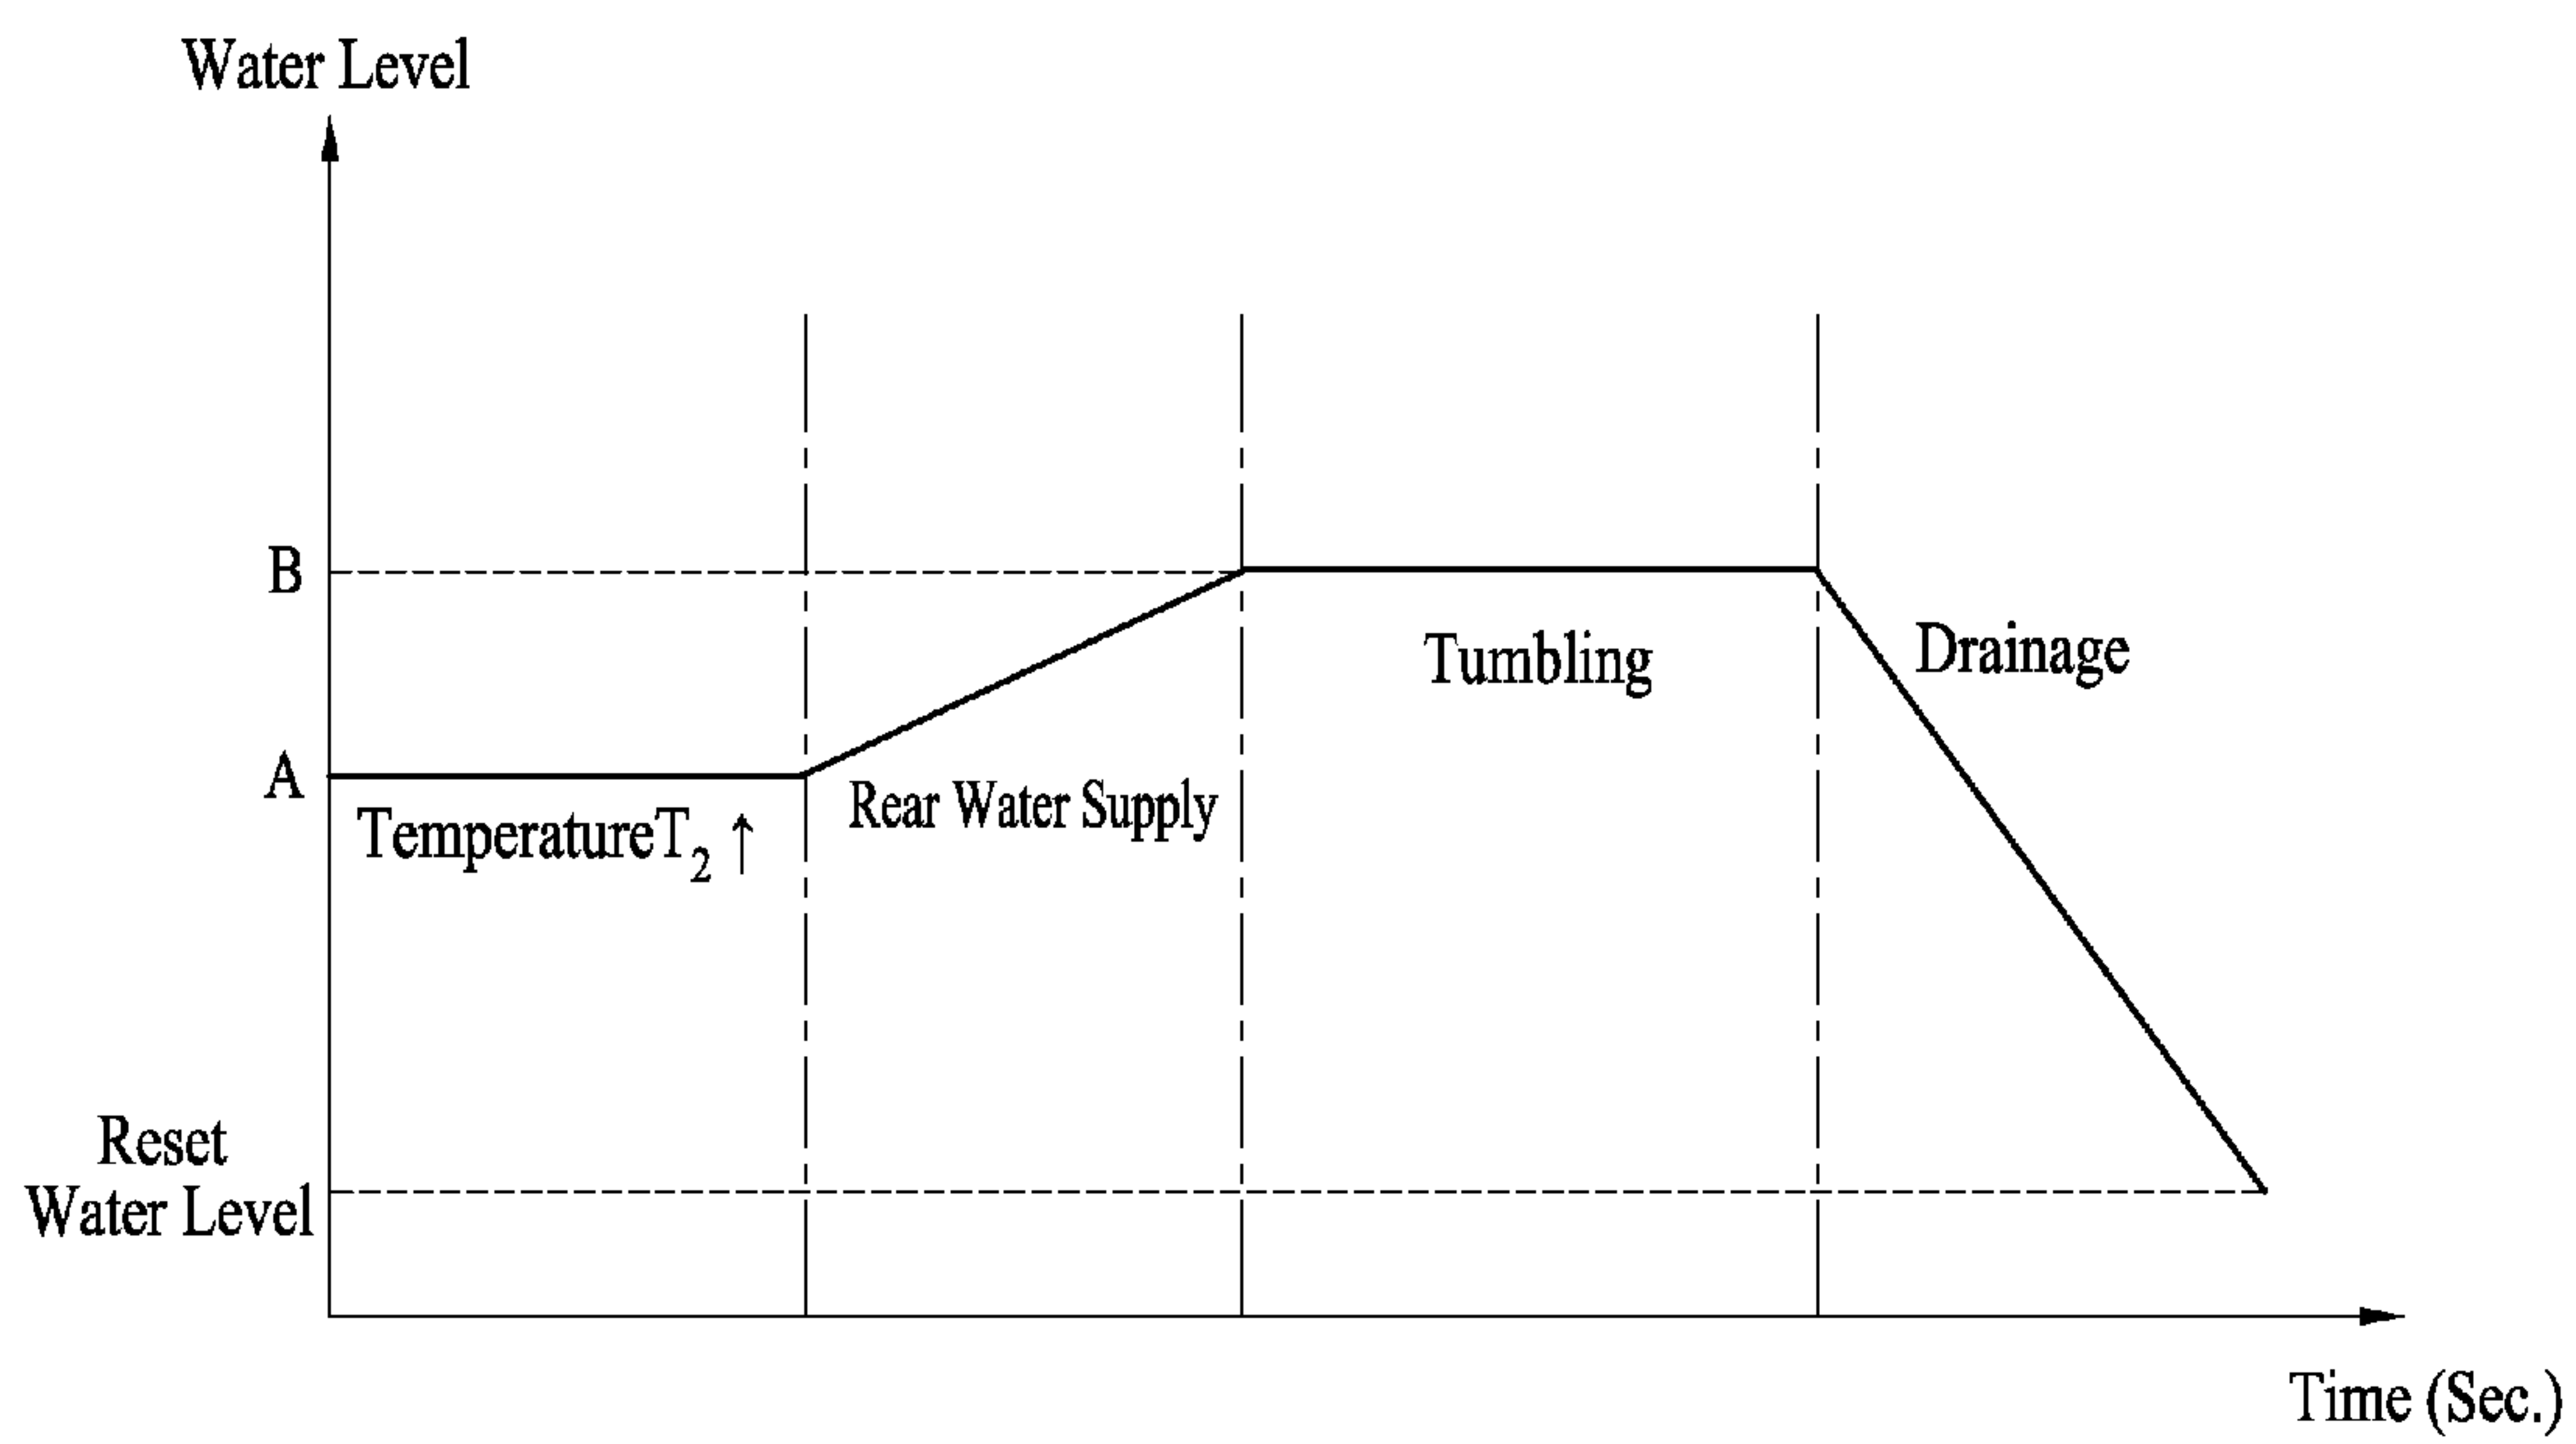 Water Level
B
Tumbling
Drainage
A
TemperatureT₂ ↑
Rear Water Supply
Reset
Water Level
Time (Sec.)